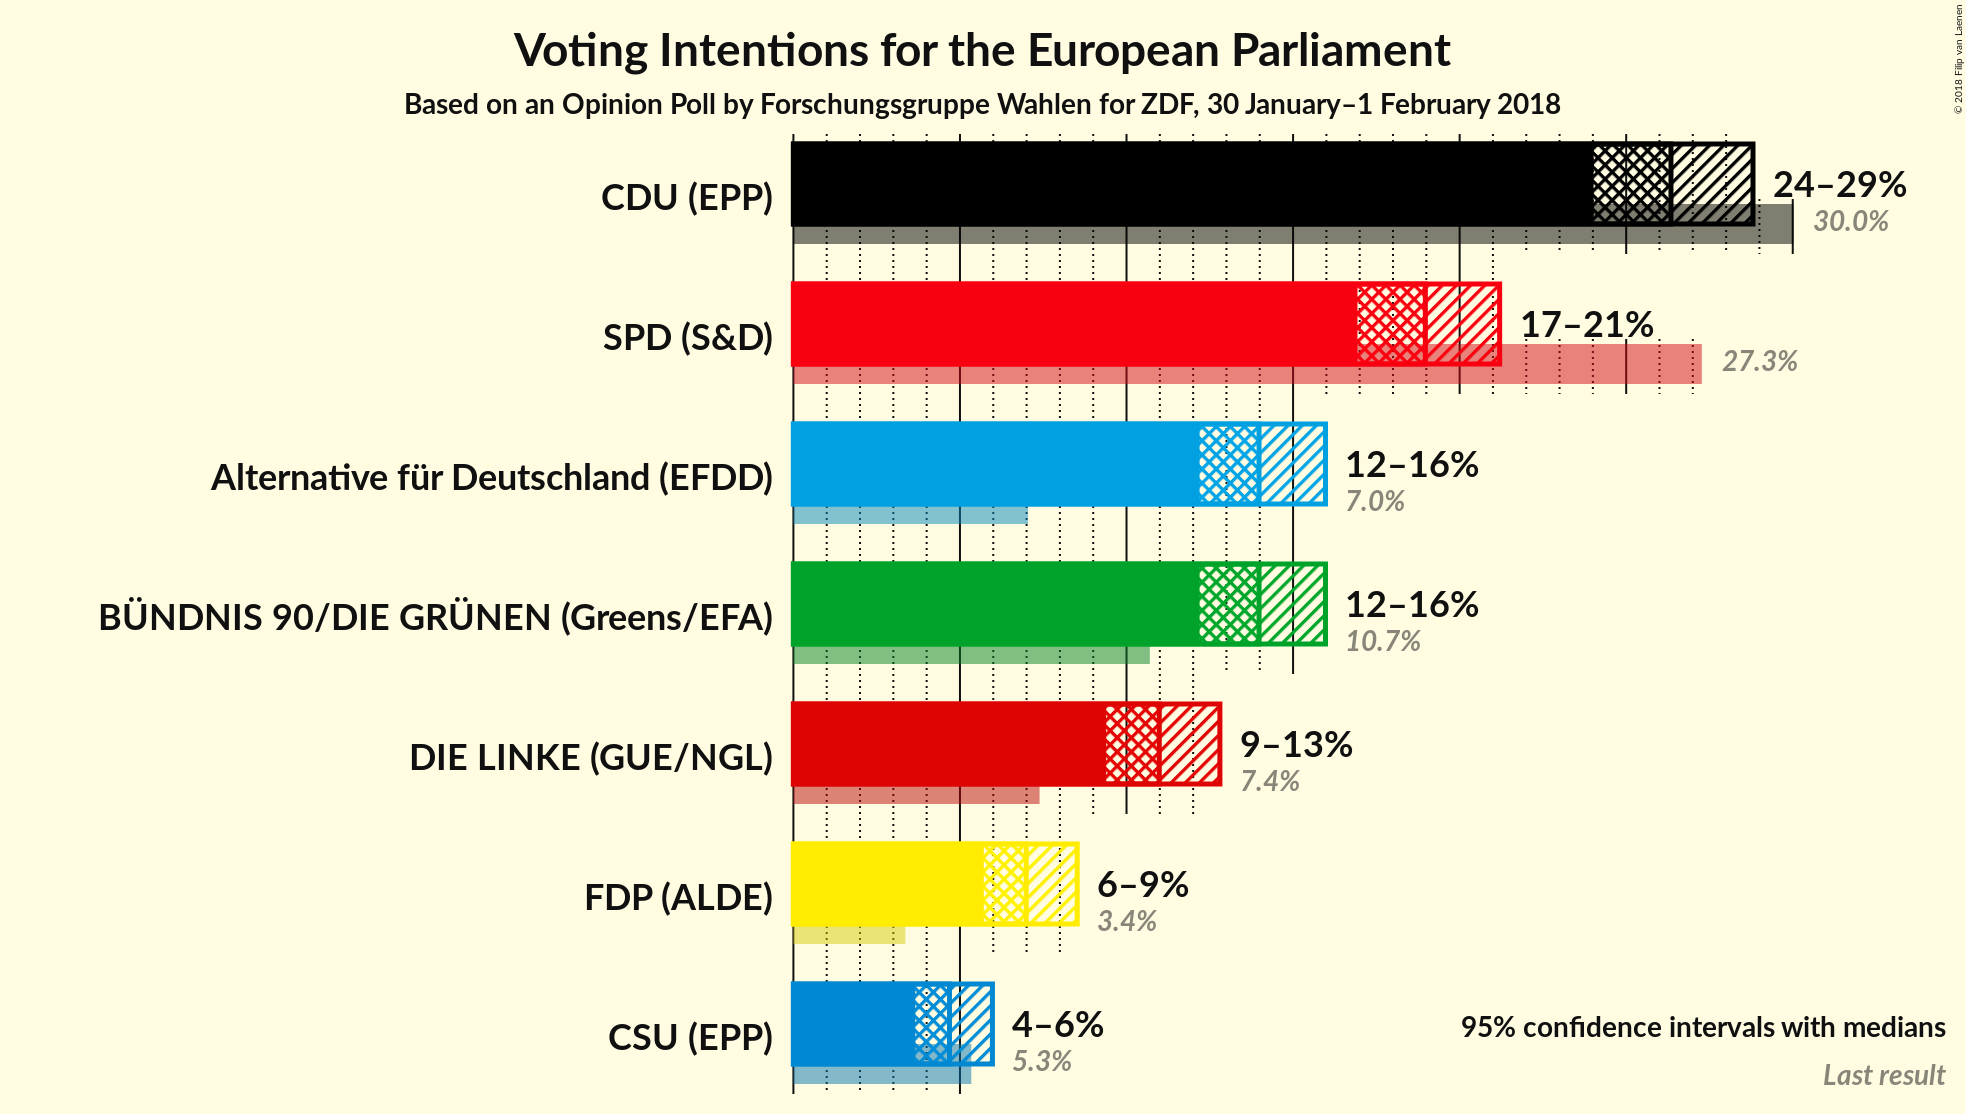 Voting Intentions for the European Parliament
Based on an Opinion Poll by Forschungsgruppe Wahlen for ZDF, 30 January–1 February 2018
© 2018 Filip van Laenen
CDU (EPP)
24–29%
30.0%
SPD (S&D)
17–21%
27.3%
Alternative für Deutschland (EFDD)
12–16%
7.0%
BÜNDNIS 90/DIE GRÜNEN (Greens/EFA)
12–16%
10.7%
DIE LINKE (GUE/NGL)
9–13%
7.4%
FDP (ALDE)
6–9%
3.4%
CSU (EPP)
4–6%
5.3%
95% confidence intervals with medians
Last result